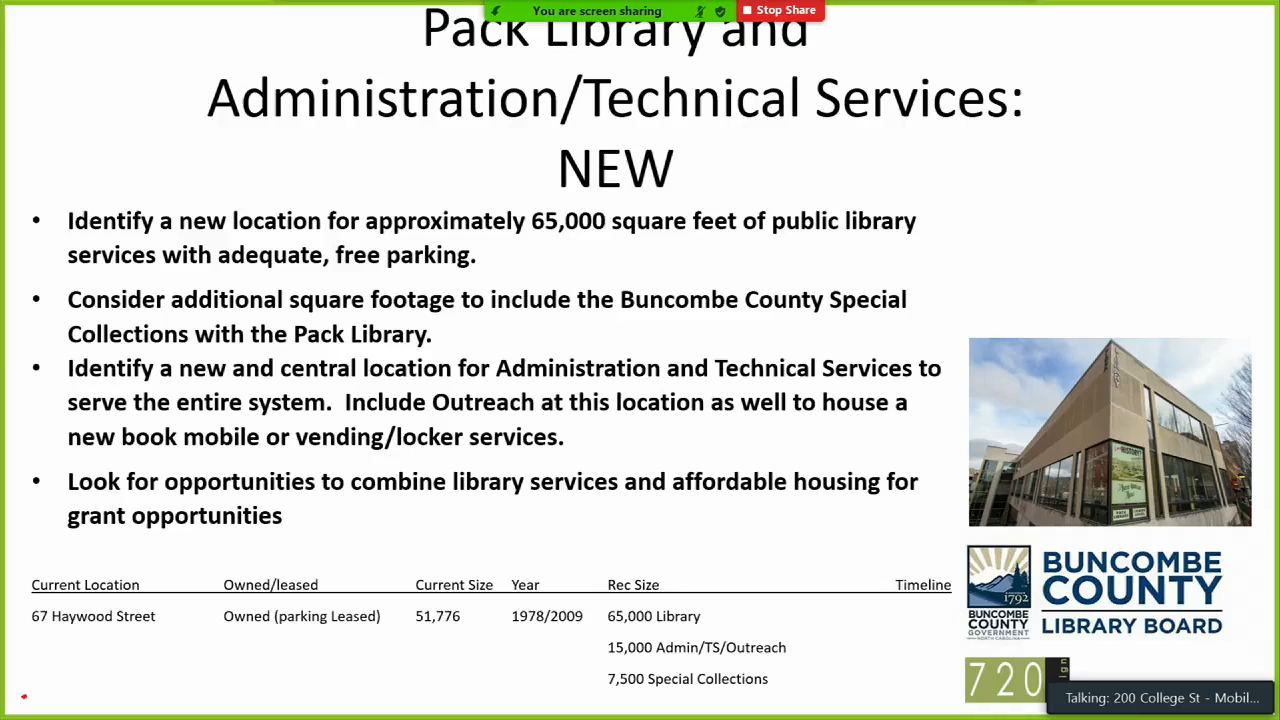 You are screen sharing
Stop Share
Pack Library and
Administration/Technical Services:
NEW
• Identify a new location for approximately 65,000 square feet of public library
services with adequate, free parking.
• Consider additional square footage to include the Buncombe County Special
Collections with the Pack Library.
• Identify a new and central location for Administration and Technical Services to
serve the entire system. Include Outreach at this location as well to house a
new book mobile or vending/locker services.
• Look for opportunities to combine library services and affordable housing for
grant opportunities
Current Location Owned/leased Current Size Year Rec Size Timeline
67 Haywood Street Owned (parking Leased) 51,776 1978/2009 65,000 Library
15,000 Admin/TS/Outreach
7,500 Special Collections
1792
BUNCOMBE
COUNTY
GOVERNMENT
NORTH CAROLINA
BUNCOMBE
COUNTY
LIBRARY BOARD
720
ign
Talking: 200 College St - Mobil...